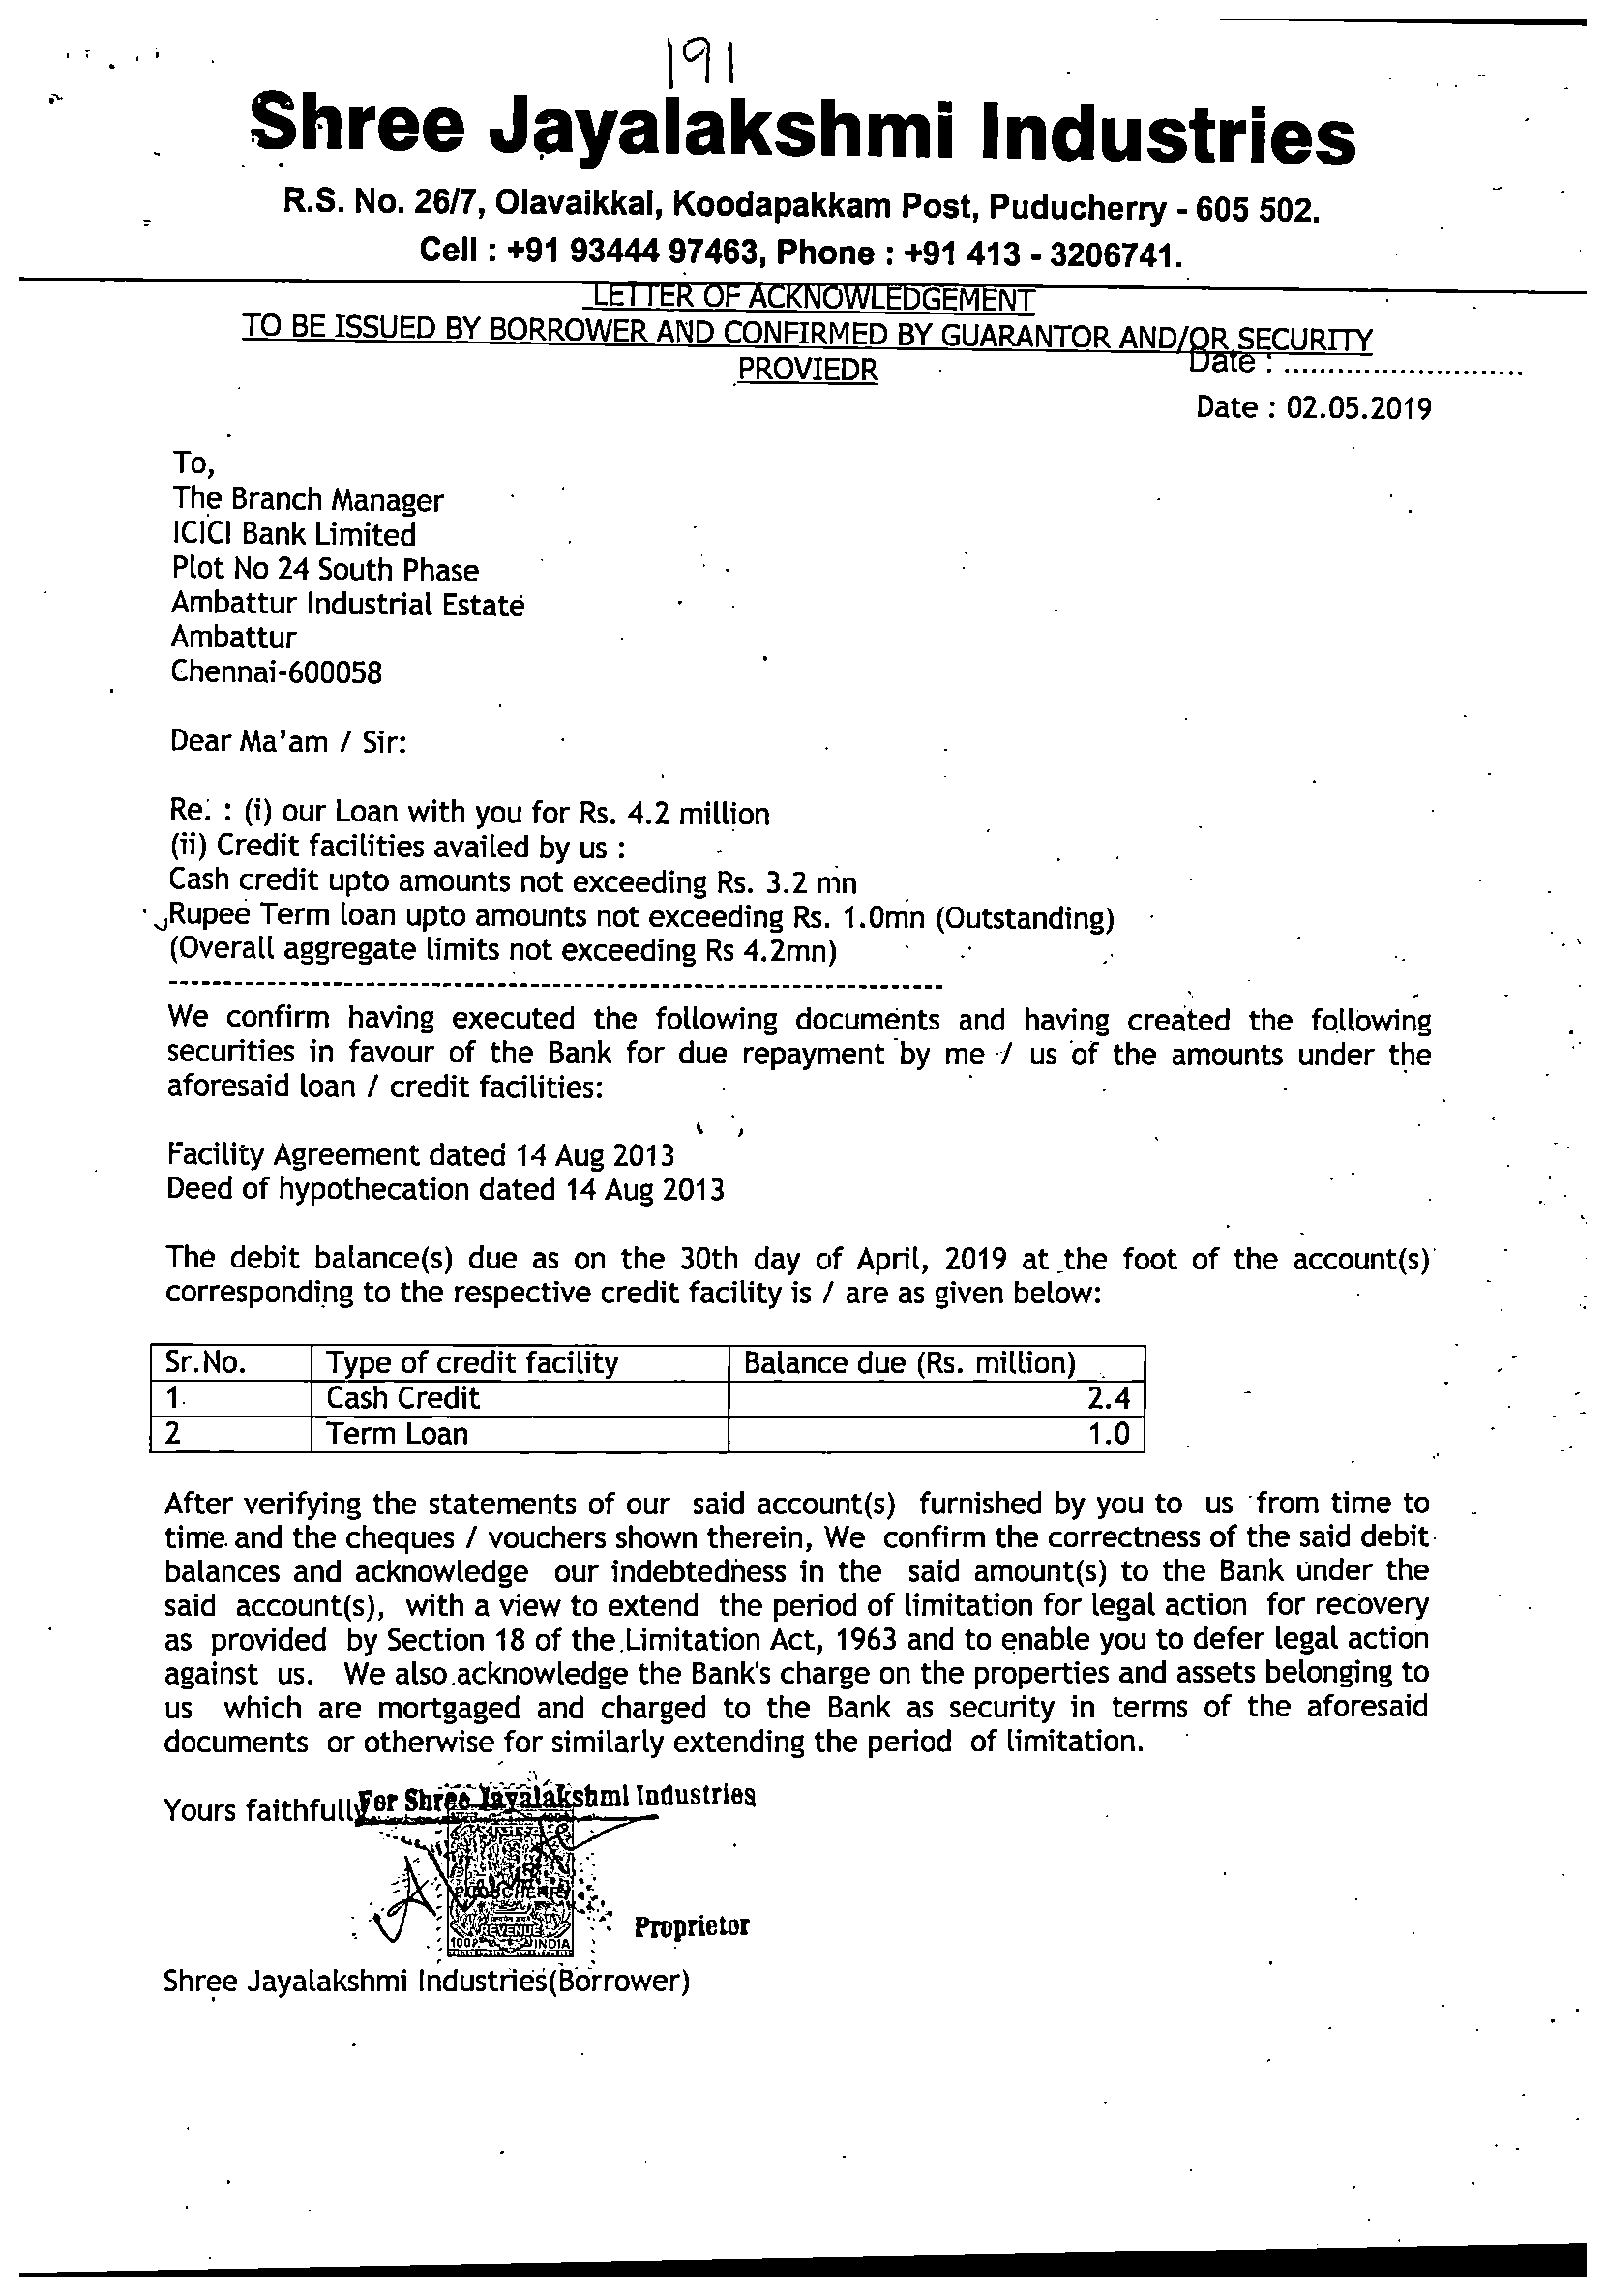 191
Shree Jayalakshmi Industries
R.S. No. 26/7, Olavaikkal, Koodapakkam Post, Puducherry - 605 502.
Cell : +91 93444 97463, Phone : +91 413 - 3206741.
LETTER OF ACKNOWLEDGEMENT
TO BE ISSUED BY BORROWER AND CONFIRMED BY GUARANTOR AND/OR SECURITY
PROVIEDR
Date : ............................
Date : 02.05.2019
To,
The Branch Manager
ICICI Bank Limited
Plot No 24 South Phase
Ambattur Industrial Estate
Ambattur
Chennai-600058
Dear Ma'am / Sir:
Re. : (i) our Loan with you for Rs. 4.2 million
(ii) Credit facilities availed by us :
Cash credit upto amounts not exceeding Rs. 3.2 mn
Rupee Term loan upto amounts not exceeding Rs. 1.0mn (Outstanding)
(Overall aggregate limits not exceeding Rs 4.2mn)
------------------------------------------------------------------------
We confirm having executed the following documents and having created the following
securities in favour of the Bank for due repayment by me / us of the amounts under the
aforesaid loan / credit facilities:
Facility Agreement dated 14 Aug 2013
Deed of hypothecation dated 14 Aug 2013
The debit balance(s) due as on the 30th day of April, 2019 at the foot of the account(s)
corresponding to the respective credit facility is / are as given below:
Sr.No. Type of credit facility Balance due (Rs. million)
1 Cash Credit 2.4
2 Term Loan 1.0
After verifying the statements of our said account(s) furnished by you to us from time to
time and the cheques / vouchers shown therein, We confirm the correctness of the said debit
balances and acknowledge our indebtedness in the said amount(s) to the Bank under the
said account(s), with a view to extend the period of limitation for legal action for recovery
as provided by Section 18 of the Limitation Act, 1963 and to enable you to defer legal action
against us. We also acknowledge the Bank's charge on the properties and assets belonging to
us which are mortgaged and charged to the Bank as security in terms of the aforesaid
documents or otherwise for similarly extending the period of limitation.
Yours faithfully
For Shree Jayalakshmi Industries
PUDUCHERRY
REVENUE
INDIA
Proprietor
Shree Jayalakshmi Industries(Borrower)